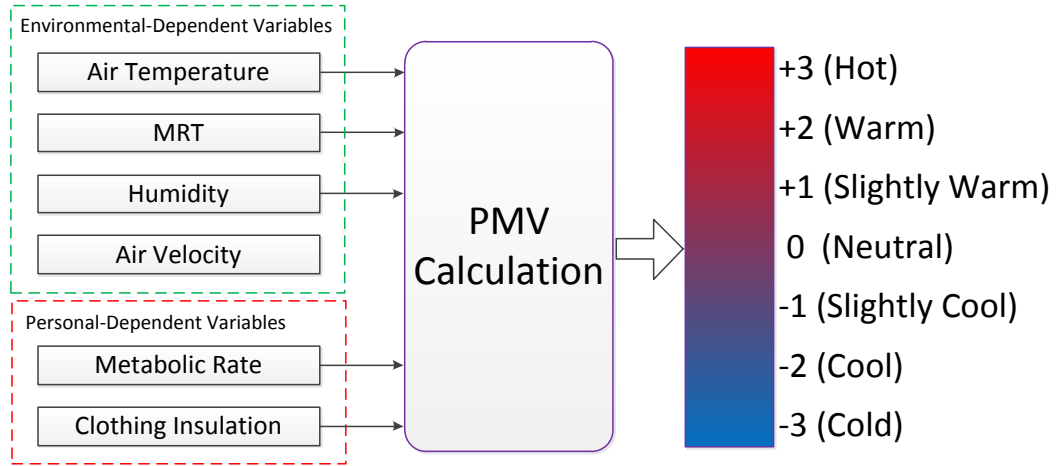 Environmental-Dependent Variables
Air Temperature
MRT
Humidity
Air Velocity
Personal-Dependent Variables
Metabolic Rate
Clothing Insulation
PMV
Calculation
+3 (Hot)
+2 (Warm)
+1 (Slightly Warm)
0 (Neutral)
-1 (Slightly Cool)
-2 (Cool)
-3 (Cold)